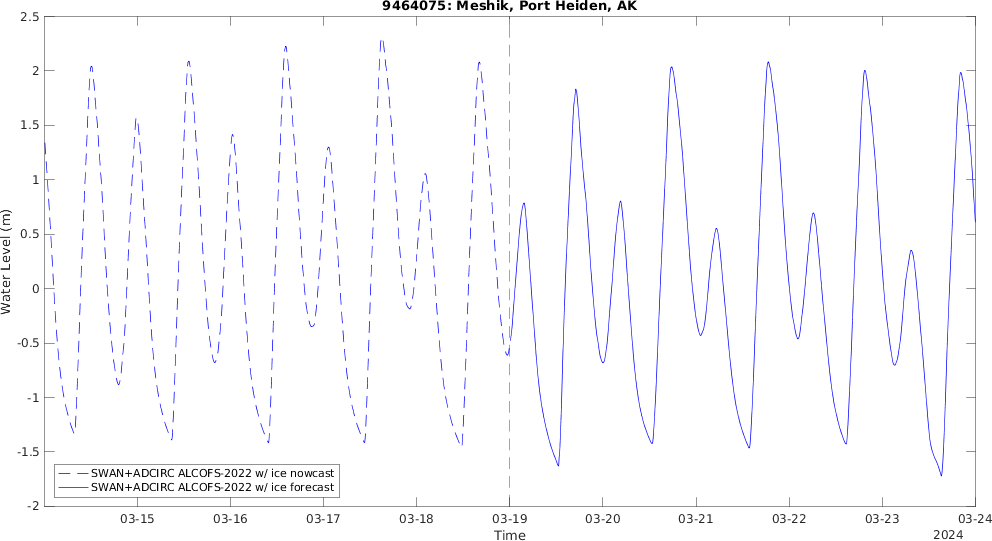 9464075: Meshik, Port Heiden, AK
2.5
2
1.5
1
0.5
0
-0.5
-1
-1.5
-2
Water Level (m)
SWAN+ADCIRC ALCOFS-2022 w/ ice nowcast
SWAN+ADCIRC ALCOFS-2022 w/ ice forecast
03-15 03-16 03-17 03-18 03-19 03-20 03-21 03-22 03-23 03-24
Time 2024